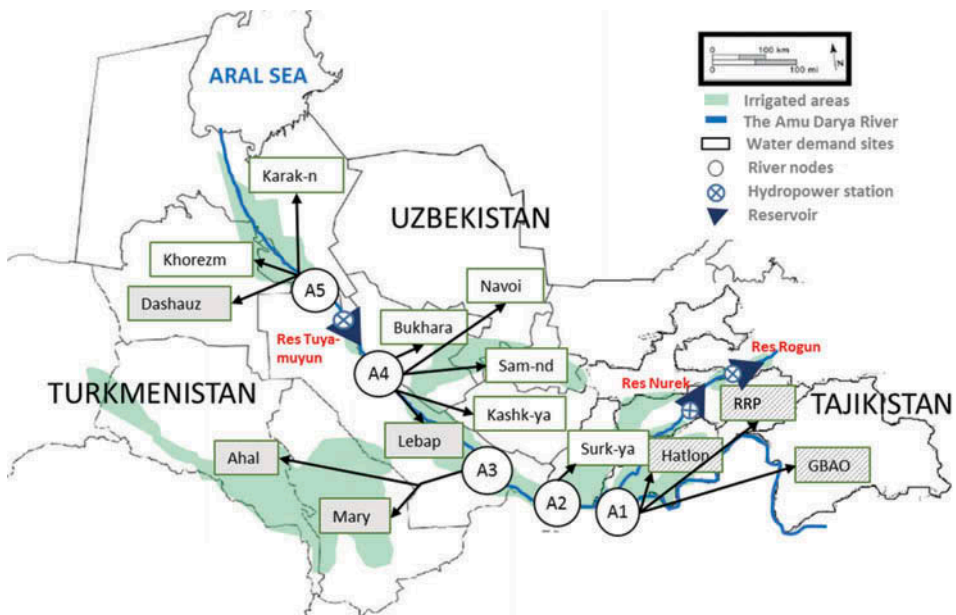 ARAL SEA
0 100 km
0 100 mi
N
Irrigated areas
The Amu Darya River
Water demand sites
River nodes
Hydropower station
Reservoir
Karak-n
UZBEKISTAN
Khorezm
Navoi
Dashauz
A5
Bukhara
Res Tuya-
muyun
Res Rogun
A4
Sam-nd
Res Nurek
TURKMENISTAN
RRP
TAJIKISTAN
Kashk-ya
Lebap
Surk-ya
Ahal
A3
Hatlon
GBAO
A2
A1
Mary